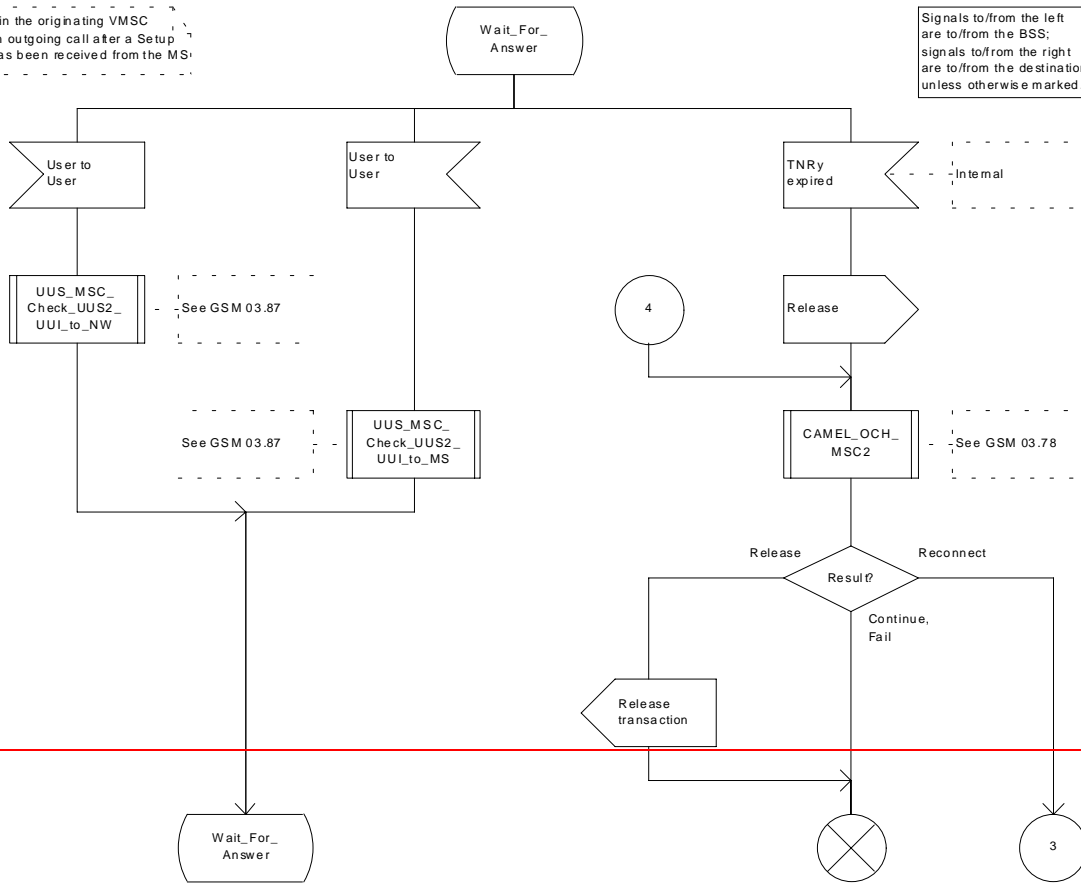 in the originating VMSC
outgoing call after a Setup
has been received from the MS
Wait_For_
Answer
Signals to/from the left
are to/from the BSS;
signals to/from the right
are to/from the destination
unless otherwise marked
User to
User
User to
User
TNRy
expired
Internal
UUS_MSC_
Check_UUS2_
UUI_to_NW
See GSM 03.87
4
Release
See GSM 03.87
UUS_MSC_
Check_UUS2_
UUI_to_MS
CAMEL_OCH_
MSC2
See GSM 03.78
Release
Result?
Reconnect
Continue,
Fail
Release
transaction
Wait_For_
Answer
3